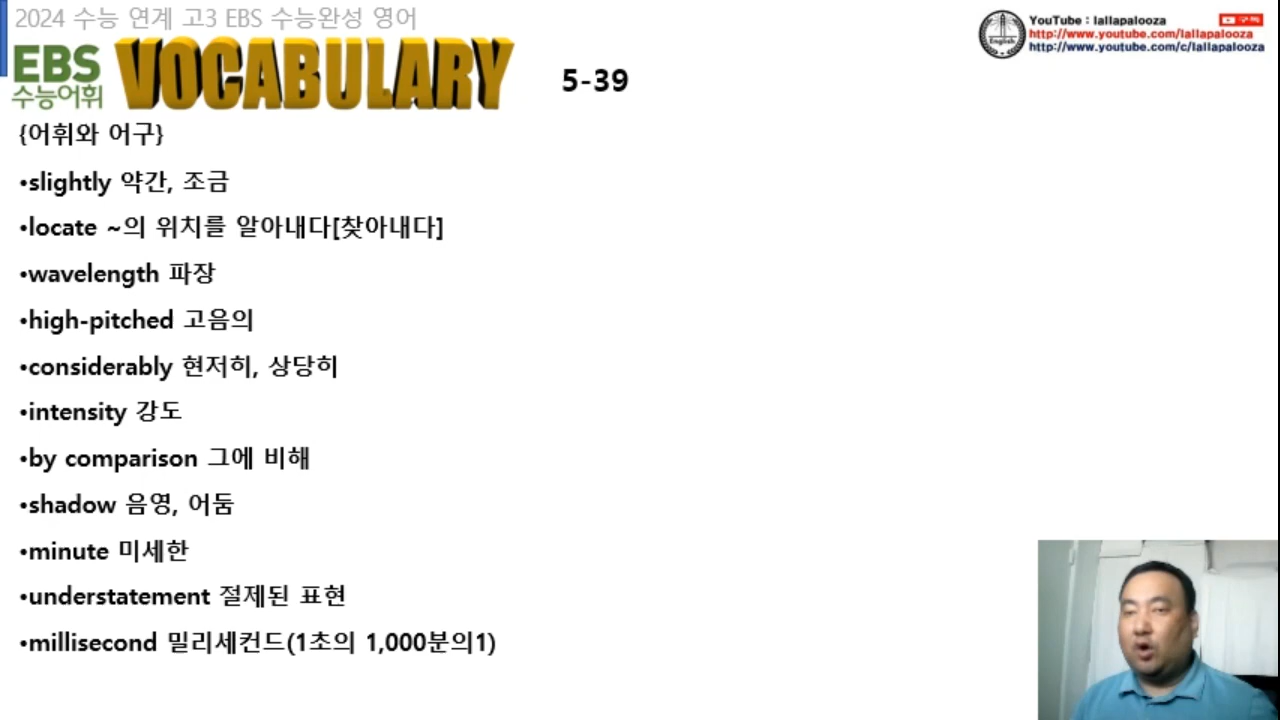 2024 수능 연계 고3 EBS 수능완성 영어
EBS 수능어휘 VOCABULARY 5-39
YouTube : lallapalooza 구독
http://www.youtube.com/lallapalooza
http://www.youtube.com/c/lallapalooza
English
{어휘와 어구}
•slightly 약간, 조금
•locate ~의 위치를 알아내다[찾아내다]
•wavelength 파장
•high-pitched 고음의
•considerably 현저히, 상당히
•intensity 강도
•by comparison 그에 비해
•shadow 음영, 어둠
•minute 미세한
•understatement 절제된 표현
•millisecond 밀리세컨드(1초의 1,000분의1)